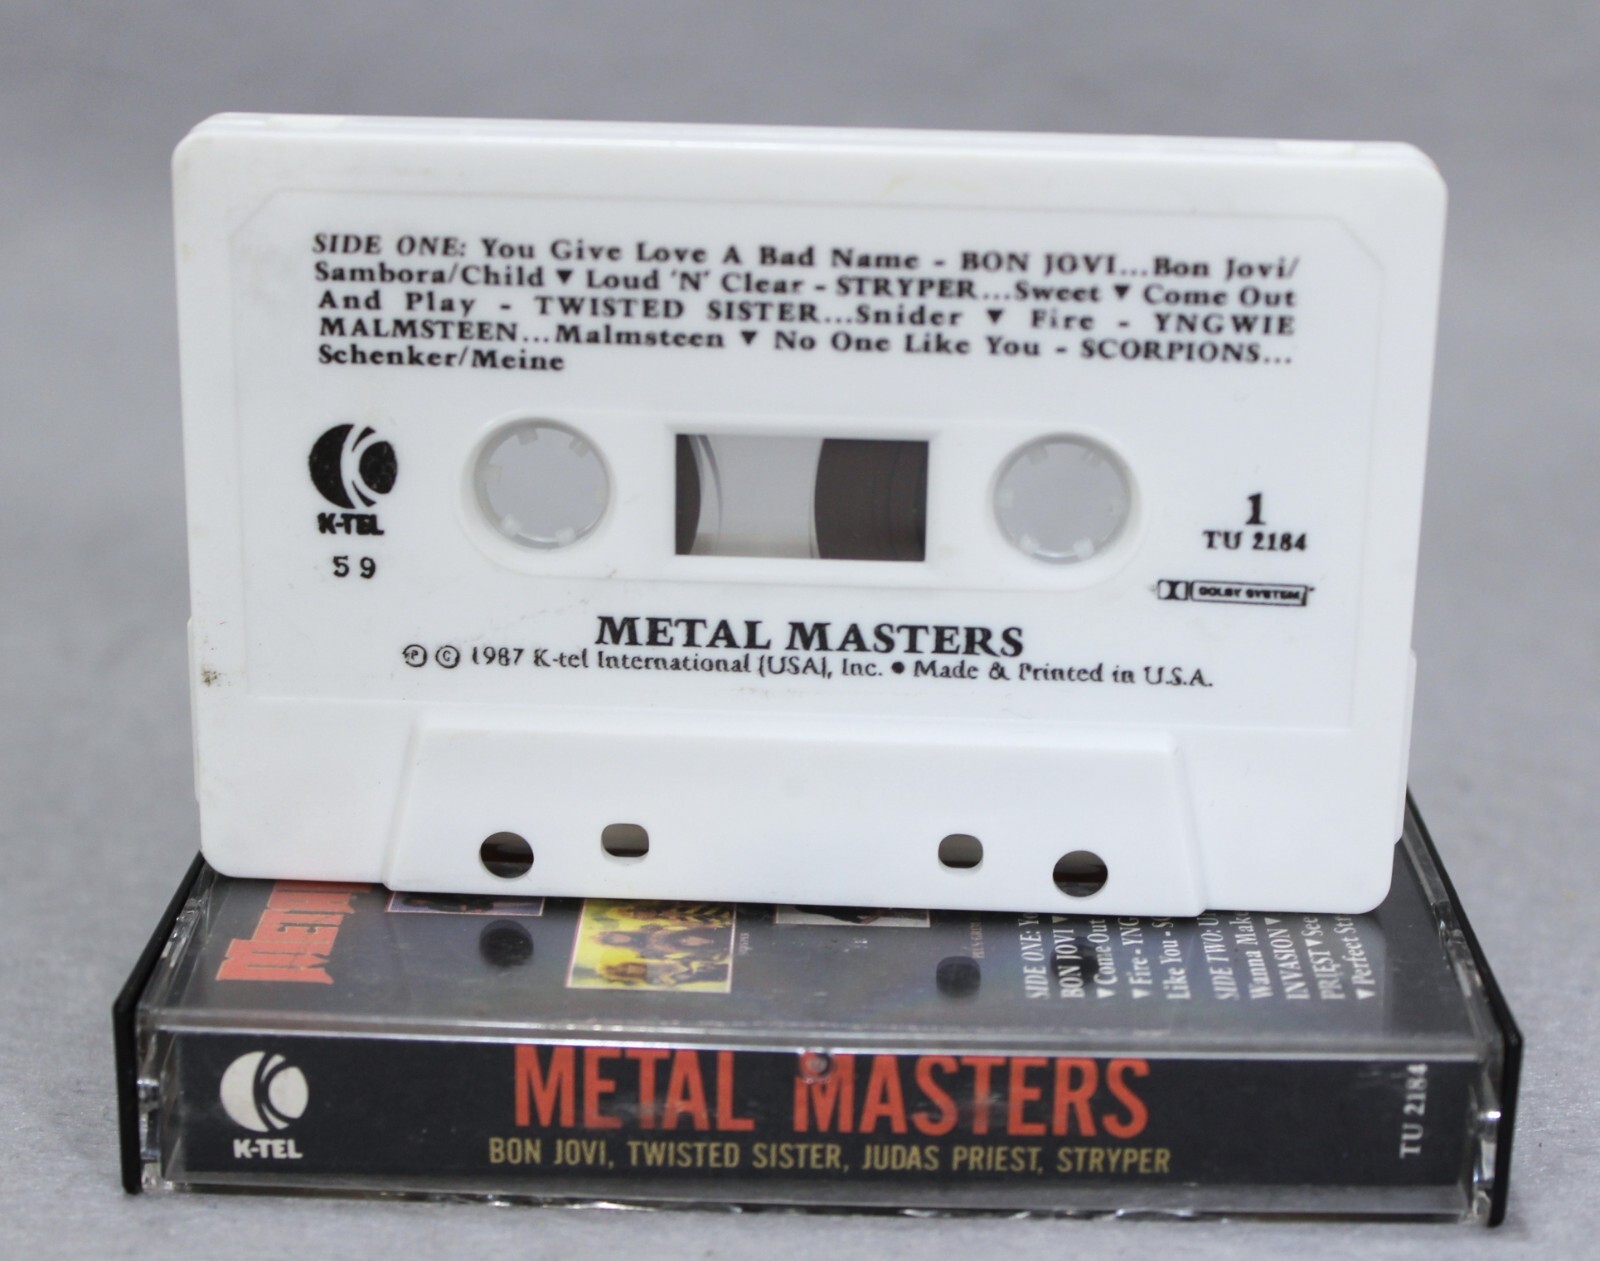 SIDE ONE: You Give Love A Bad Name - BON JOVI...Bon Jovi/
Sambora/Child ▼ Loud 'N' Clear - STRYPER...Sweet ▼ Come Out
And Play - TWISTED SISTER...Snider ▼ Fire - YNGWIE
MALMSTEEN...Malmsteen ▼ No One Like You - SCORPIONS...
Schenker/Meine
K-TEL
59
1
TU 2184
DOLBY SYSTEM
METAL MASTERS
Ⓟ © 1987 K-tel International (USA), Inc. • Made & Printed in U.S.A.
SIDE ONE:
BON JOVI ▼
▼ Come Out
▼ Fire - YNG
Like You - S
SIDE TWO: U
Wanna Make
INVASION ▼
PRIEST ▼ See
▼ Perfect Str
K-TEL
METAL MASTERS
BON JOVI, TWISTED SISTER, JUDAS PRIEST, STRYPER
TU 2184